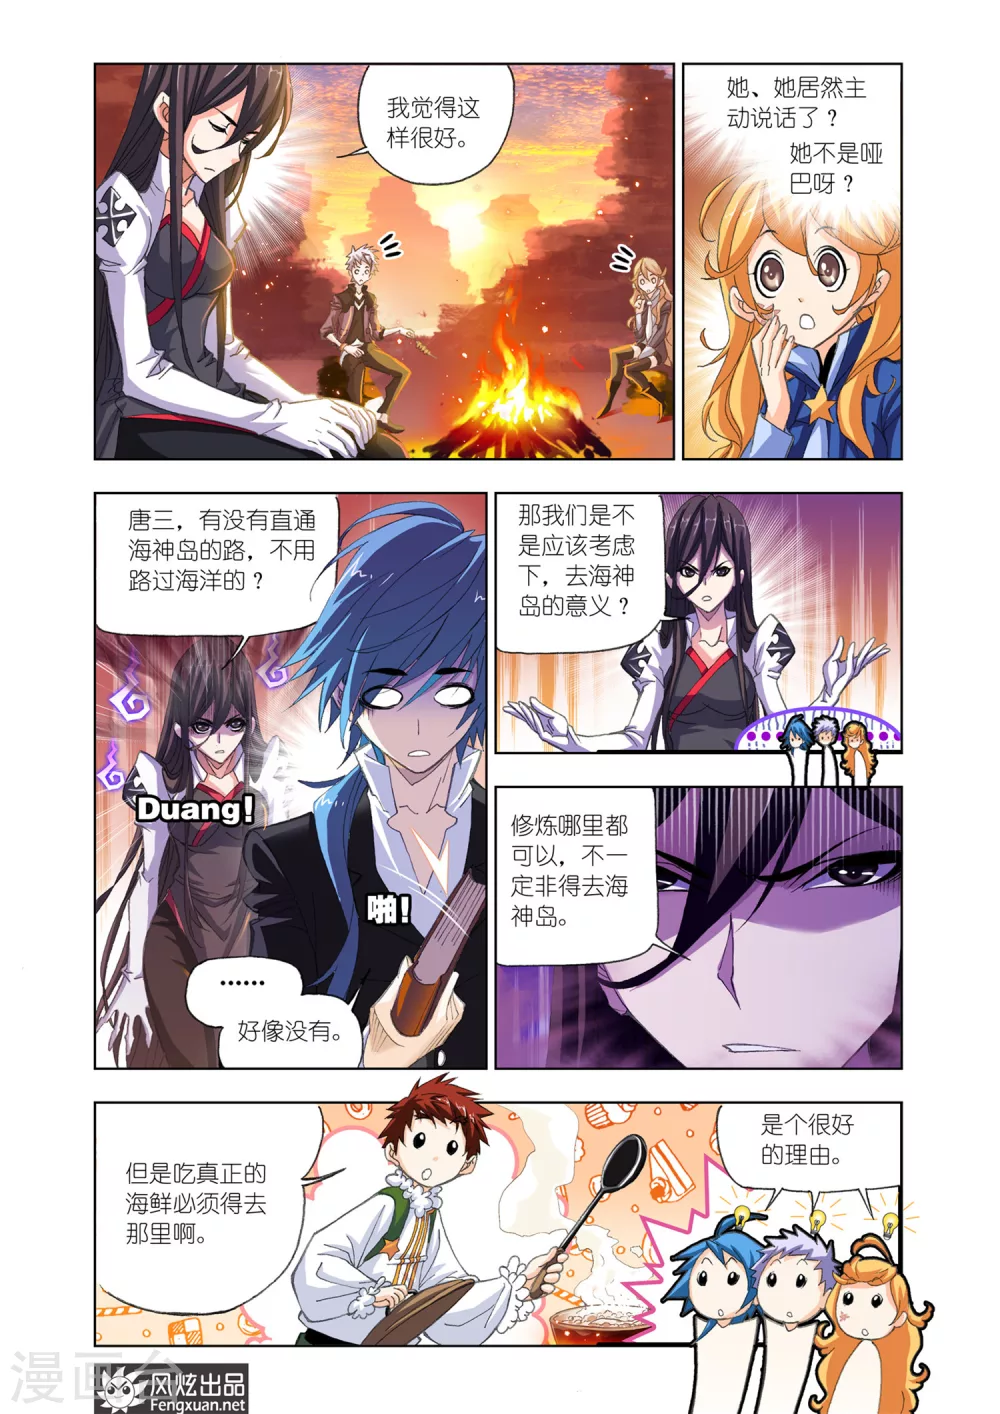 我觉得这
样很好。
她、她居然主
动说话了？
她不是哑
巴呀？
唐三，有没有直通
海神岛的路，不用
路过海洋的？
Duang!
啪!
……
好像没有。
那我们是不
是应该考虑
下，去海神
岛的意义？
修炼哪里都
可以，不一
定非得去海
神岛。
但是吃真正的
海鲜必须得去
那里啊。
是个很好
的理由。
漫画台
风炫出品
Fengxuan.net